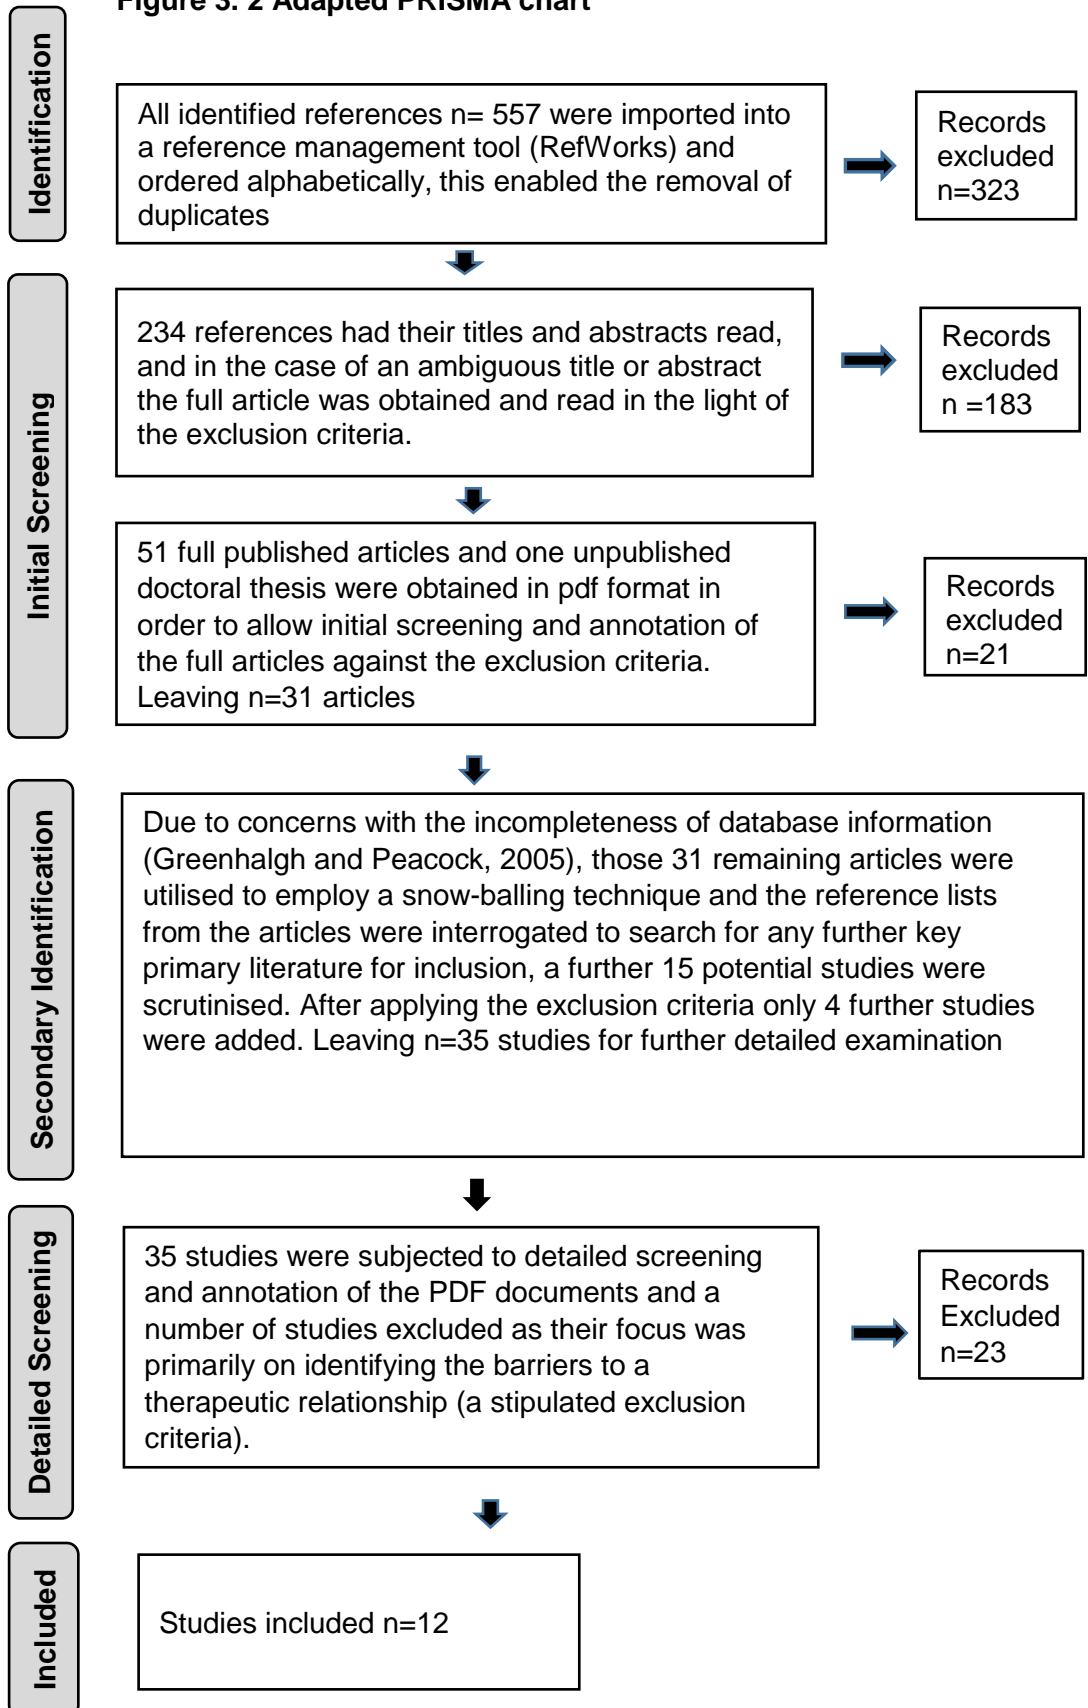 Figure 3. 2 Adapted PRISMA chart
Identification
All identified references n= 557 were imported into
a reference management tool (RefWorks) and
ordered alphabetically, this enabled the removal of
duplicates
Records
excluded
n=323
Initial Screening
234 references had their titles and abstracts read,
and in the case of an ambiguous title or abstract
the full article was obtained and read in the light of
the exclusion criteria.
Records
excluded
n =183
51 full published articles and one unpublished
doctoral thesis were obtained in pdf format in
order to allow initial screening and annotation of
the full articles against the exclusion criteria.
Leaving n=31 articles
Records
excluded
n=21
Secondary Identification
Due to concerns with the incompleteness of database information
(Greenhalgh and Peacock, 2005), those 31 remaining articles were
utilised to employ a snow-balling technique and the reference lists
from the articles were interrogated to search for any further key
primary literature for inclusion, a further 15 potential studies were
scrutinised. After applying the exclusion criteria only 4 further studies
were added. Leaving n=35 studies for further detailed examination
Detailed Screening
35 studies were subjected to detailed screening
and annotation of the PDF documents and a
number of studies excluded as their focus was
primarily on identifying the barriers to a
therapeutic relationship (a stipulated exclusion
criteria).
Records
Excluded
n=23
Included
Studies included n=12